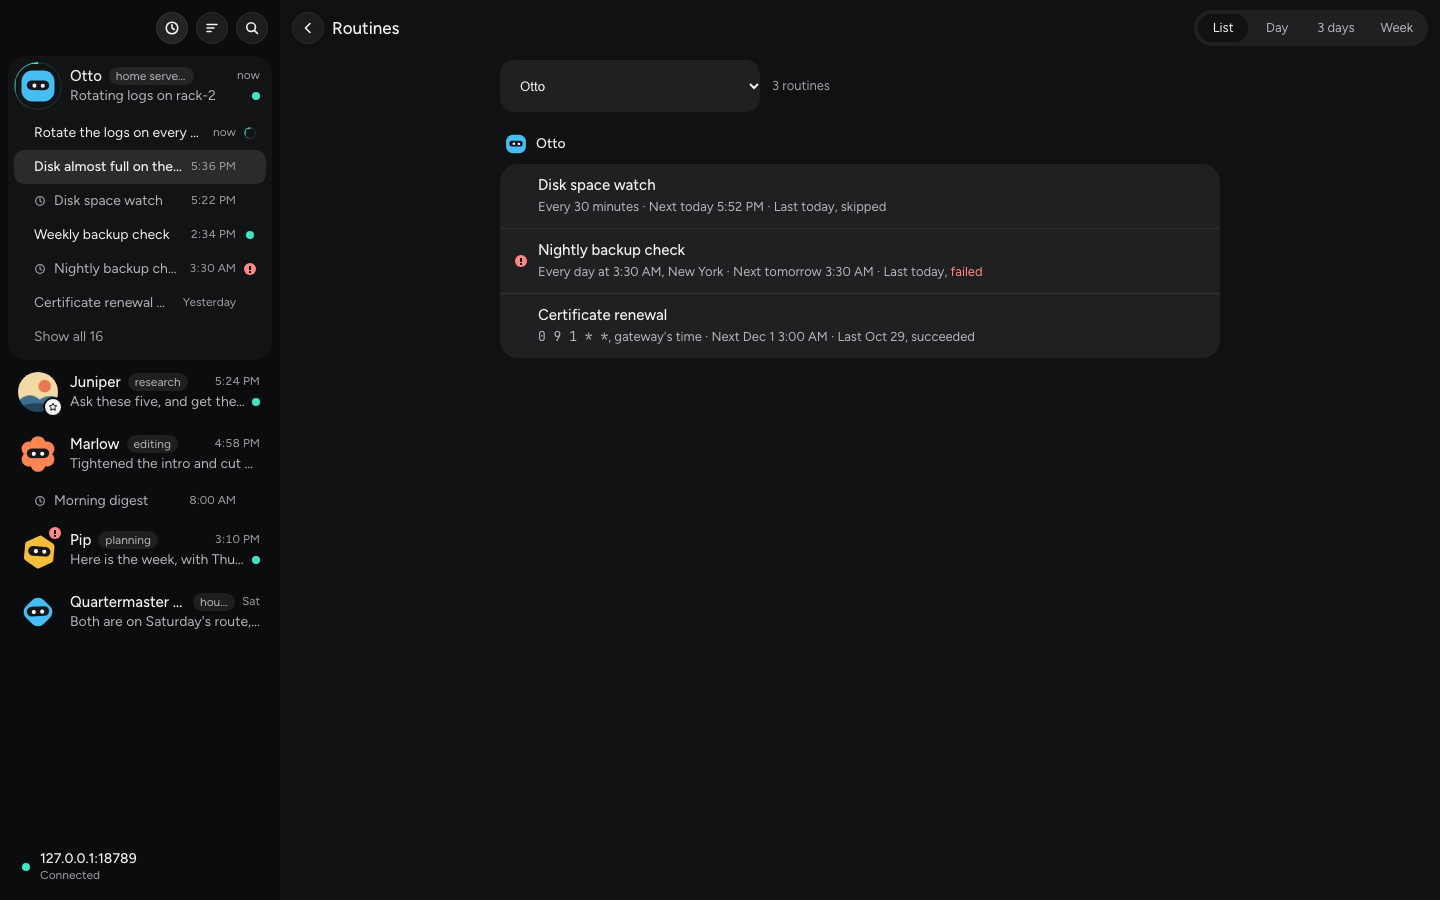 Routines
List
Day
3 days
Week
Otto
home serve...
now
Rotating logs on rack-2
Rotate the logs on every ...
now
Disk almost full on the...
5:36 PM
Disk space watch
5:22 PM
Weekly backup check
2:34 PM
Nightly backup ch...
3:30 AM
Certificate renewal ...
Yesterday
Show all 16
Juniper
research
5:24 PM
Ask these five, and get the...
Marlow
editing
4:58 PM
Tightened the intro and cut ...
Morning digest
8:00 AM
Pip
planning
3:10 PM
Here is the week, with Thu...
Quartermaster ...
hou...
Sat
Both are on Saturday's route,...
127.0.0.1:18789
Connected
Otto
3 routines
Otto
Disk space watch
Every 30 minutes · Next today 5:52 PM · Last today, skipped
Nightly backup check
Every day at 3:30 AM, New York · Next tomorrow 3:30 AM · Last today, failed
Certificate renewal
0 9 1 * *, gateway's time · Next Dec 1 3:00 AM · Last Oct 29, succeeded